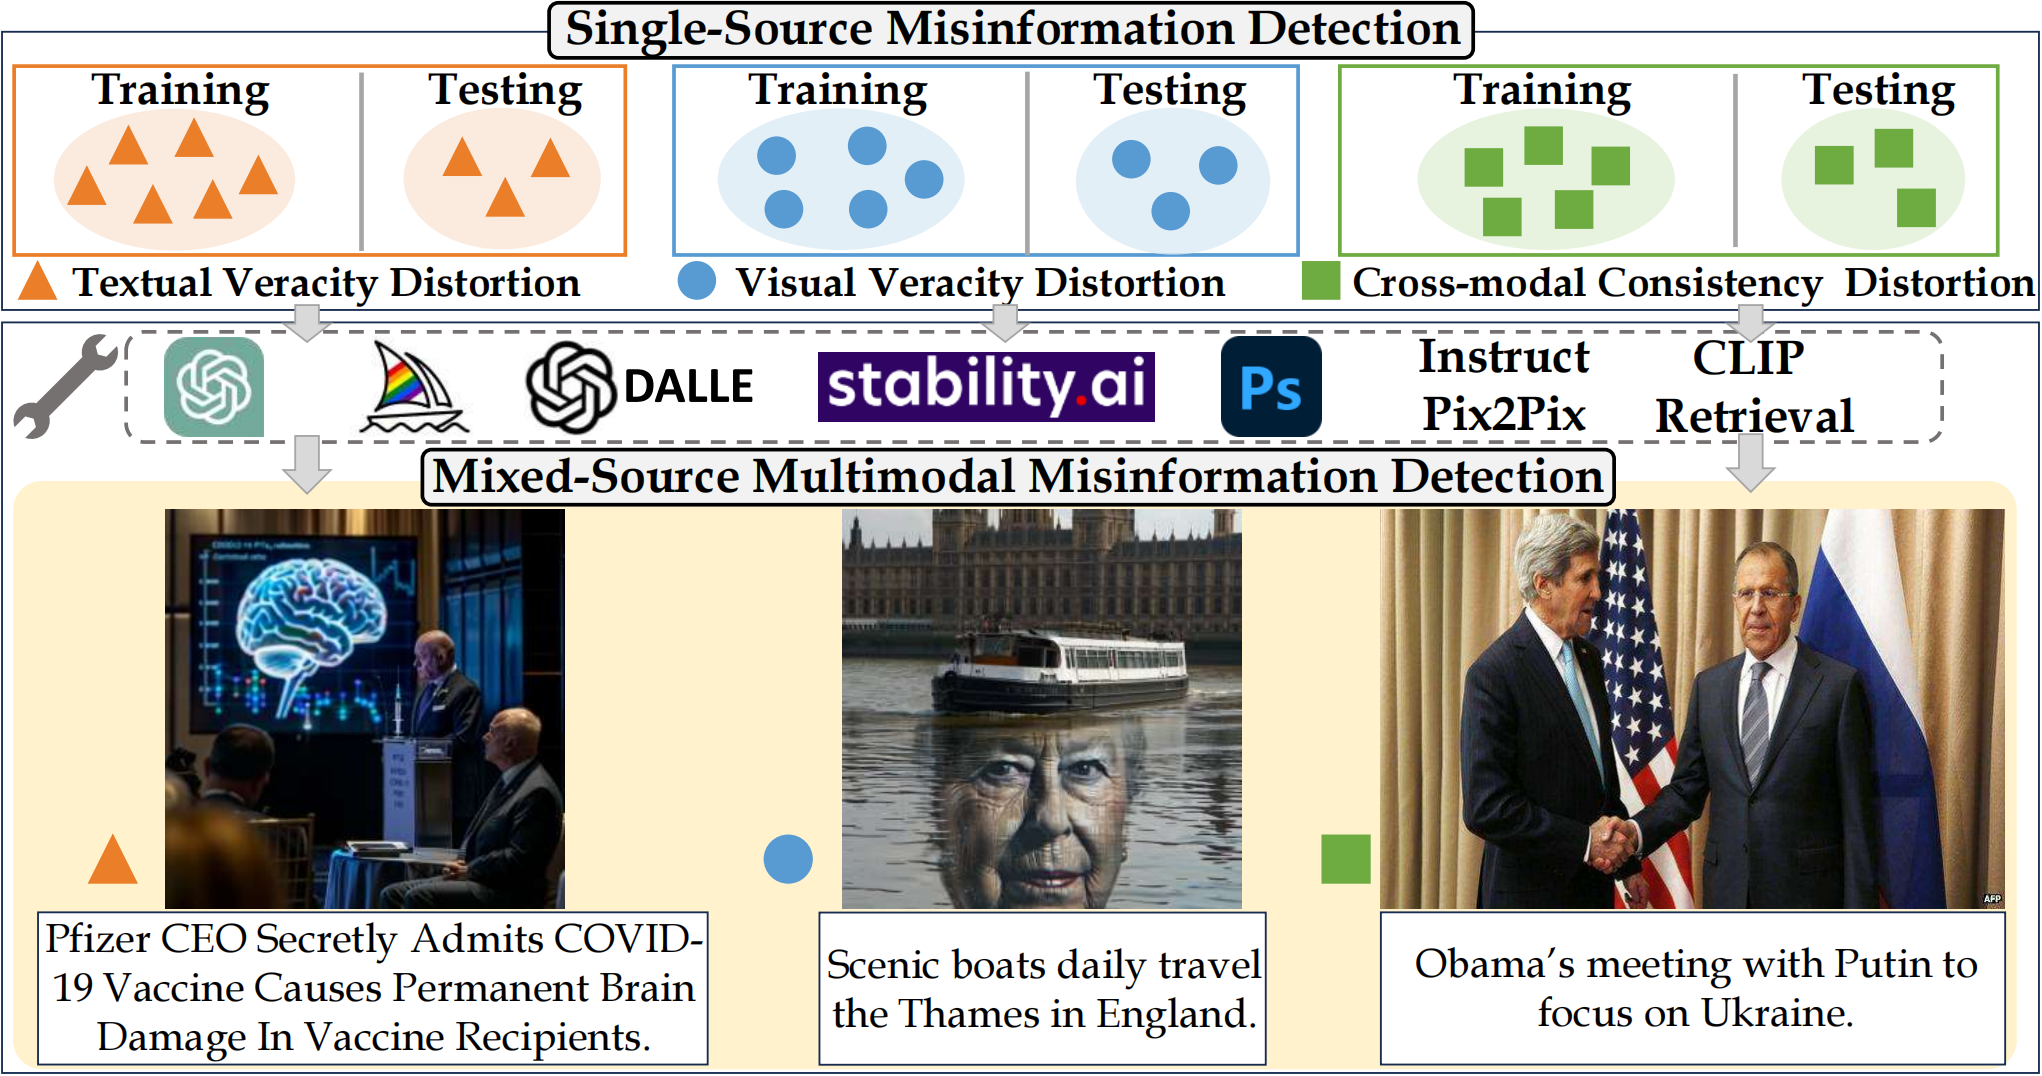 Single-Source Misinformation Detection
Training
Testing
Training
Testing
Training
Testing
Textual Veracity Distortion
Visual Veracity Distortion
Cross-modal Consistency Distortion
DALLE
stability.ai
Ps
Instruct
Pix2Pix
CLIP
Retrieval
Mixed-Source Multimodal Misinformation Detection
AFP
Pfizer CEO Secretly Admits COVID-
19 Vaccine Causes Permanent Brain
Damage In Vaccine Recipients.
Scenic boats daily travel
the Thames in England.
Obama’s meeting with Putin to
focus on Ukraine.